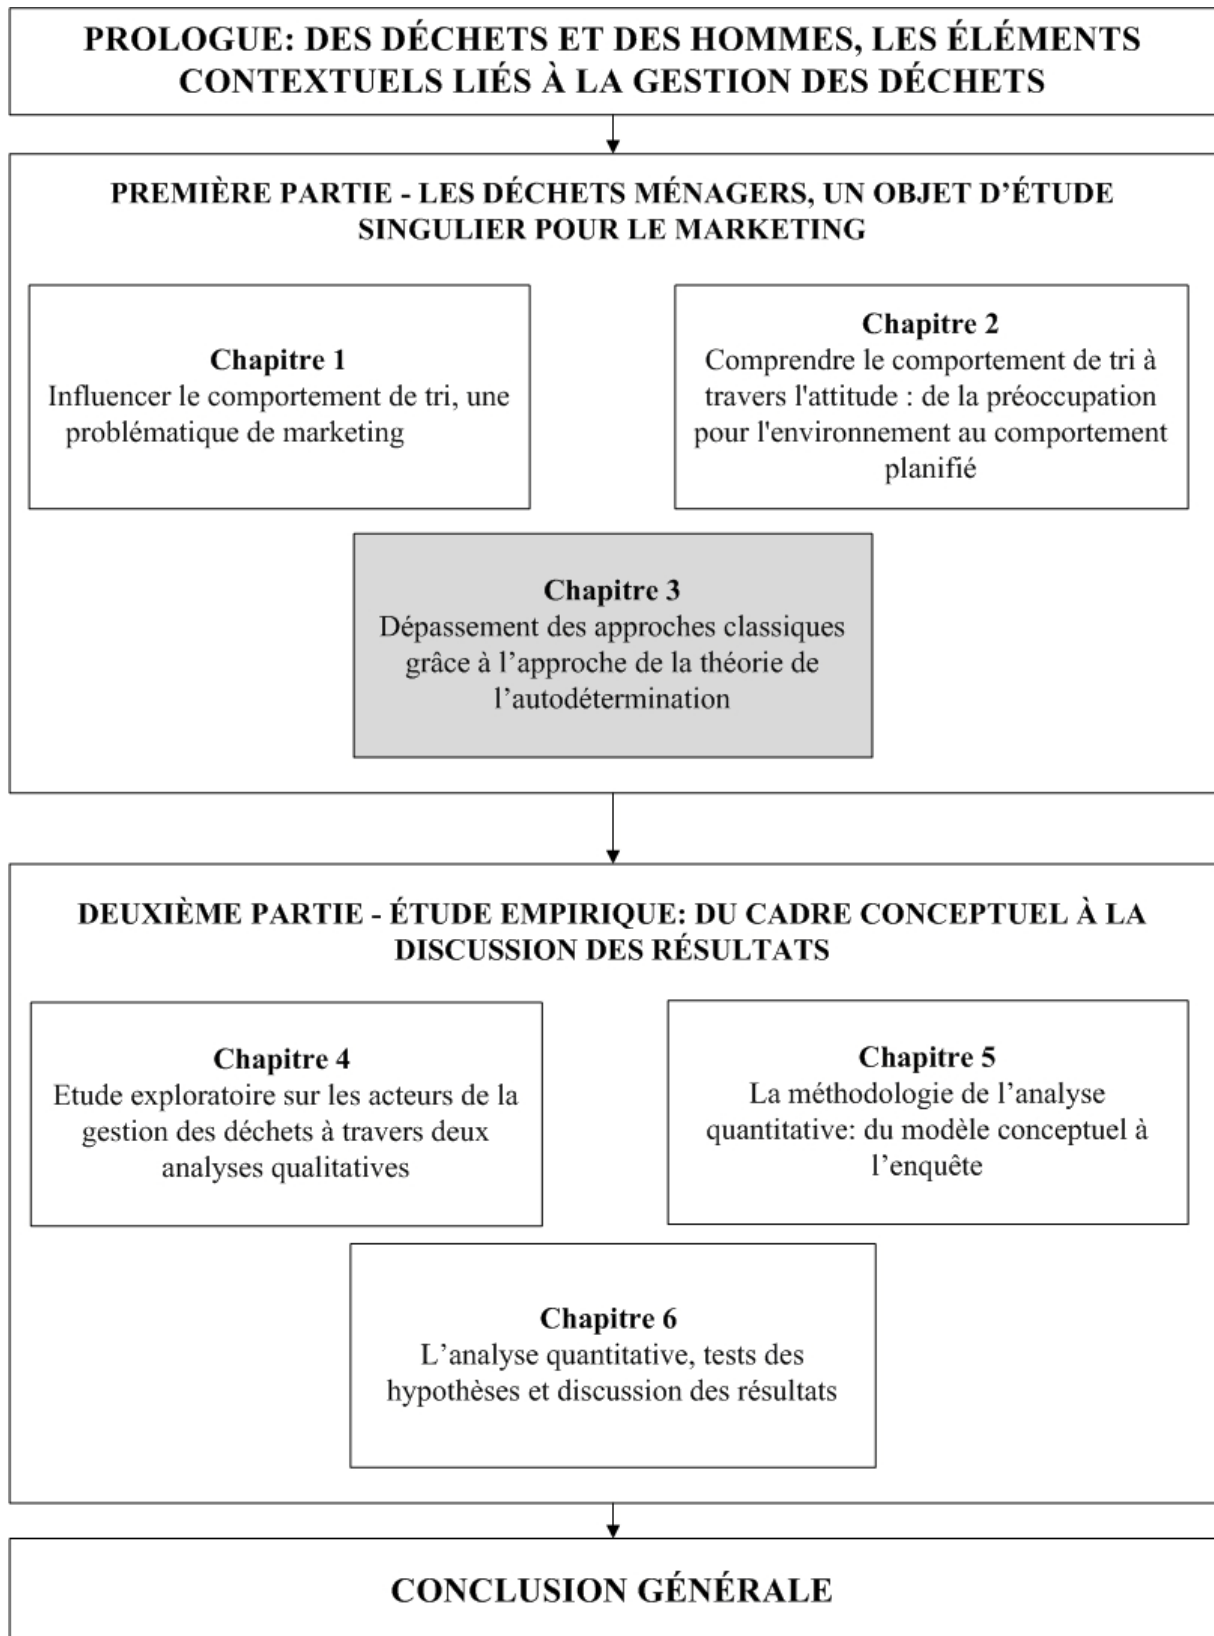 PROLOGUE: DES DÉCHETS ET DES HOMMES, LES ÉLÉMENTS
CONTEXTUELS LIÉS À LA GESTION DES DÉCHETS
PREMIÈRE PARTIE - LES DÉCHETS MÉNAGERS, UN OBJET D’ÉTUDE
SINGULIER POUR LE MARKETING
Chapitre 1
Influencer le comportement de tri, une
problématique de marketing
Chapitre 2
Comprendre le comportement de tri à
travers l'attitude : de la préoccupation
pour l'environnement au comportement
planifié
Chapitre 3
Dépassement des approches classiques
grâce à l’approche de la théorie de
l’autodétermination
DEUXIÈME PARTIE - ÉTUDE EMPIRIQUE: DU CADRE CONCEPTUEL À LA
DISCUSSION DES RÉSULTATS
Chapitre 4
Etude exploratoire sur les acteurs de la
gestion des déchets à travers deux
analyses qualitatives
Chapitre 5
La méthodologie de l’analyse
quantitative: du modèle conceptuel à
l’enquête
Chapitre 6
L’analyse quantitative, tests des
hypothèses et discussion des résultats
CONCLUSION GÉNÉRALE